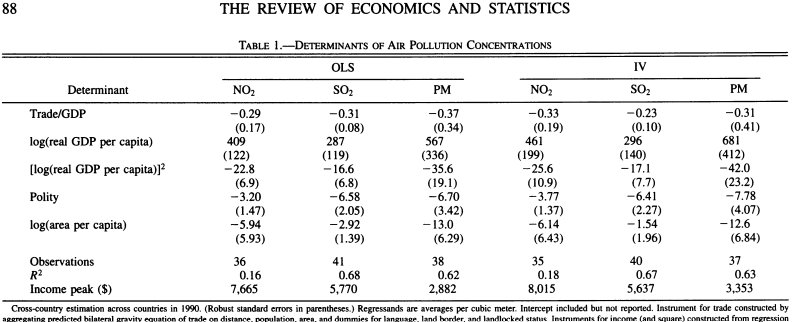 88 THE REVIEW OF ECONOMICS AND STATISTICS
TABLE 1.—DETERMINANTS OF AIR POLLUTION CONCENTRATIONS
OLS IV
Determinant NO₂ SO₂ PM NO₂ SO₂ PM
Trade/GDP −0.29 −0.31 −0.37 −0.33 −0.23 −0.31
(0.17) (0.08) (0.34) (0.19) (0.10) (0.41)
log(real GDP per capita) 409 287 567 461 296 681
(122) (119) (336) (199) (140) (412)
[log(real GDP per capita)]² −22.8 −16.6 −35.6 −25.6 −17.1 −42.0
(6.9) (6.8) (19.1) (10.9) (7.7) (23.2)
Polity −3.20 −6.58 −6.70 −3.77 −6.41 −7.78
(1.47) (2.05) (3.42) (1.37) (2.27) (4.07)
log(area per capita) −5.94 −2.92 −13.0 −6.14 −1.54 −12.6
(5.93) (1.39) (6.29) (6.43) (1.96) (6.84)
Observations 36 41 38 35 40 37
R² 0.16 0.68 0.62 0.18 0.67 0.63
Income peak ($) 7,665 5,770 2,882 8,015 5,637 3,353
Cross-country estimation across countries in 1990. (Robust standard errors in parentheses.) Regressands are averages per cubic meter. Intercept included but not reported. Instrument for trade constructed by
aggregating predicted bilateral gravity equation of trade on distance, population, area, and dummies for language, land border, and landlocked status. Instruments for income (and square) constructed from regression